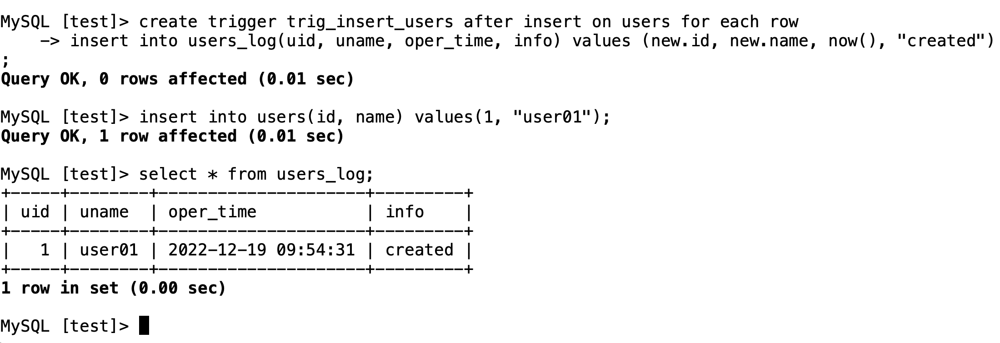 MySQL [test]> create trigger trig_insert_users after insert on users for each row
    -> insert into users_log(uid, uname, oper_time, info) values (new.id, new.name, now(), "created")
;
Query OK, 0 rows affected (0.01 sec)

MySQL [test]> insert into users(id, name) values(1, "user01");
Query OK, 1 row affected (0.01 sec)

MySQL [test]> select * from users_log;
+-----+--------+---------------------+---------+
| uid | uname  | oper_time           | info    |
+-----+--------+---------------------+---------+
|   1 | user01 | 2022-12-19 09:54:31 | created |
+-----+--------+---------------------+---------+
1 row in set (0.00 sec)

MySQL [test]>